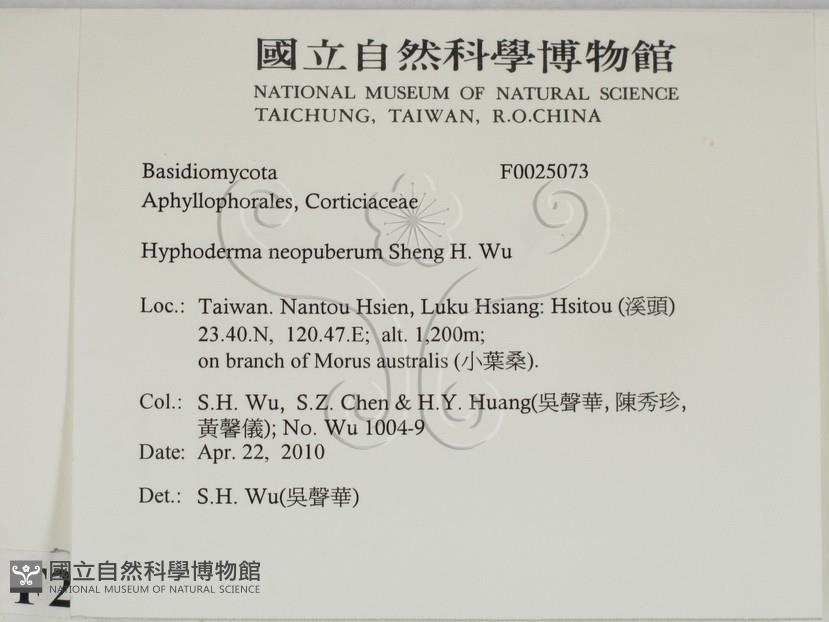 國立自然科學博物館
NATIONAL MUSEUM OF NATURAL SCIENCE
TAICHUNG, TAIWAN, R.O.CHINA
Basidiomycota F0025073
Aphyllophorales, Corticiaceae
Hyphoderma neopuberum Sheng H. Wu
Loc.: Taiwan. Nantou Hsien, Luku Hsiang: Hsitou (溪頭)
23.40.N, 120.47.E; alt. 1,200m;
on branch of Morus australis (小葉桑).
Col.: S.H. Wu, S.Z. Chen & H.Y. Huang(吳聲華, 陳秀珍,
黃馨儀); No. Wu 1004-9
Date: Apr. 22, 2010
Det.: S.H. Wu(吳聲華)
國立自然科學博物館
NATIONAL MUSEUM OF NATURAL SCIENCE